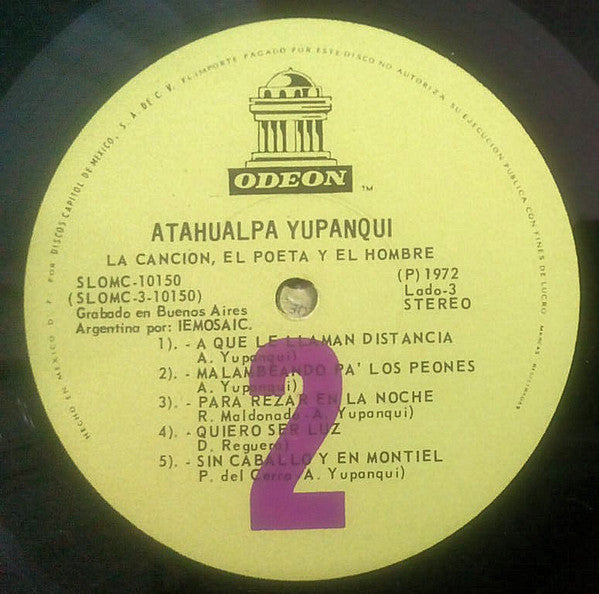 HECHO EN MEXICO D. F. POR DISCOS CAPITOL DE MEXICO, S. A. DE C. V. EL IMPORTE PAGADO POR ESTE DISCO NO AUTORIZA SU EJECUCION PUBLICA CON FINES DE LUCRO MARCAS
ODEON
TM
ATAHUALPA YUPANQUI
LA CANCION, EL POETA Y EL HOMBRE
SLOMC-10150
(SLOMC-3-10150)
Grabado en Buenos Aires
Argentina por: IEMOSAIC.
(P) 1972
Lado-3
STEREO
1). - A QUE LE LLAMAN DISTANCIA
A. Yupanqui)
2). - MALAMBEANDO PA' LOS PEONES
A. Yupanqui)
3). - PARA REZAR EN LA NOCHE
R. Maldonado-A. Yupanqui)
4). - QUIERO SER LUZ
D. Reguera)
5). - SIN CABALLO Y EN MONTIEL
P. del Cerro-A. Yupanqui)
2